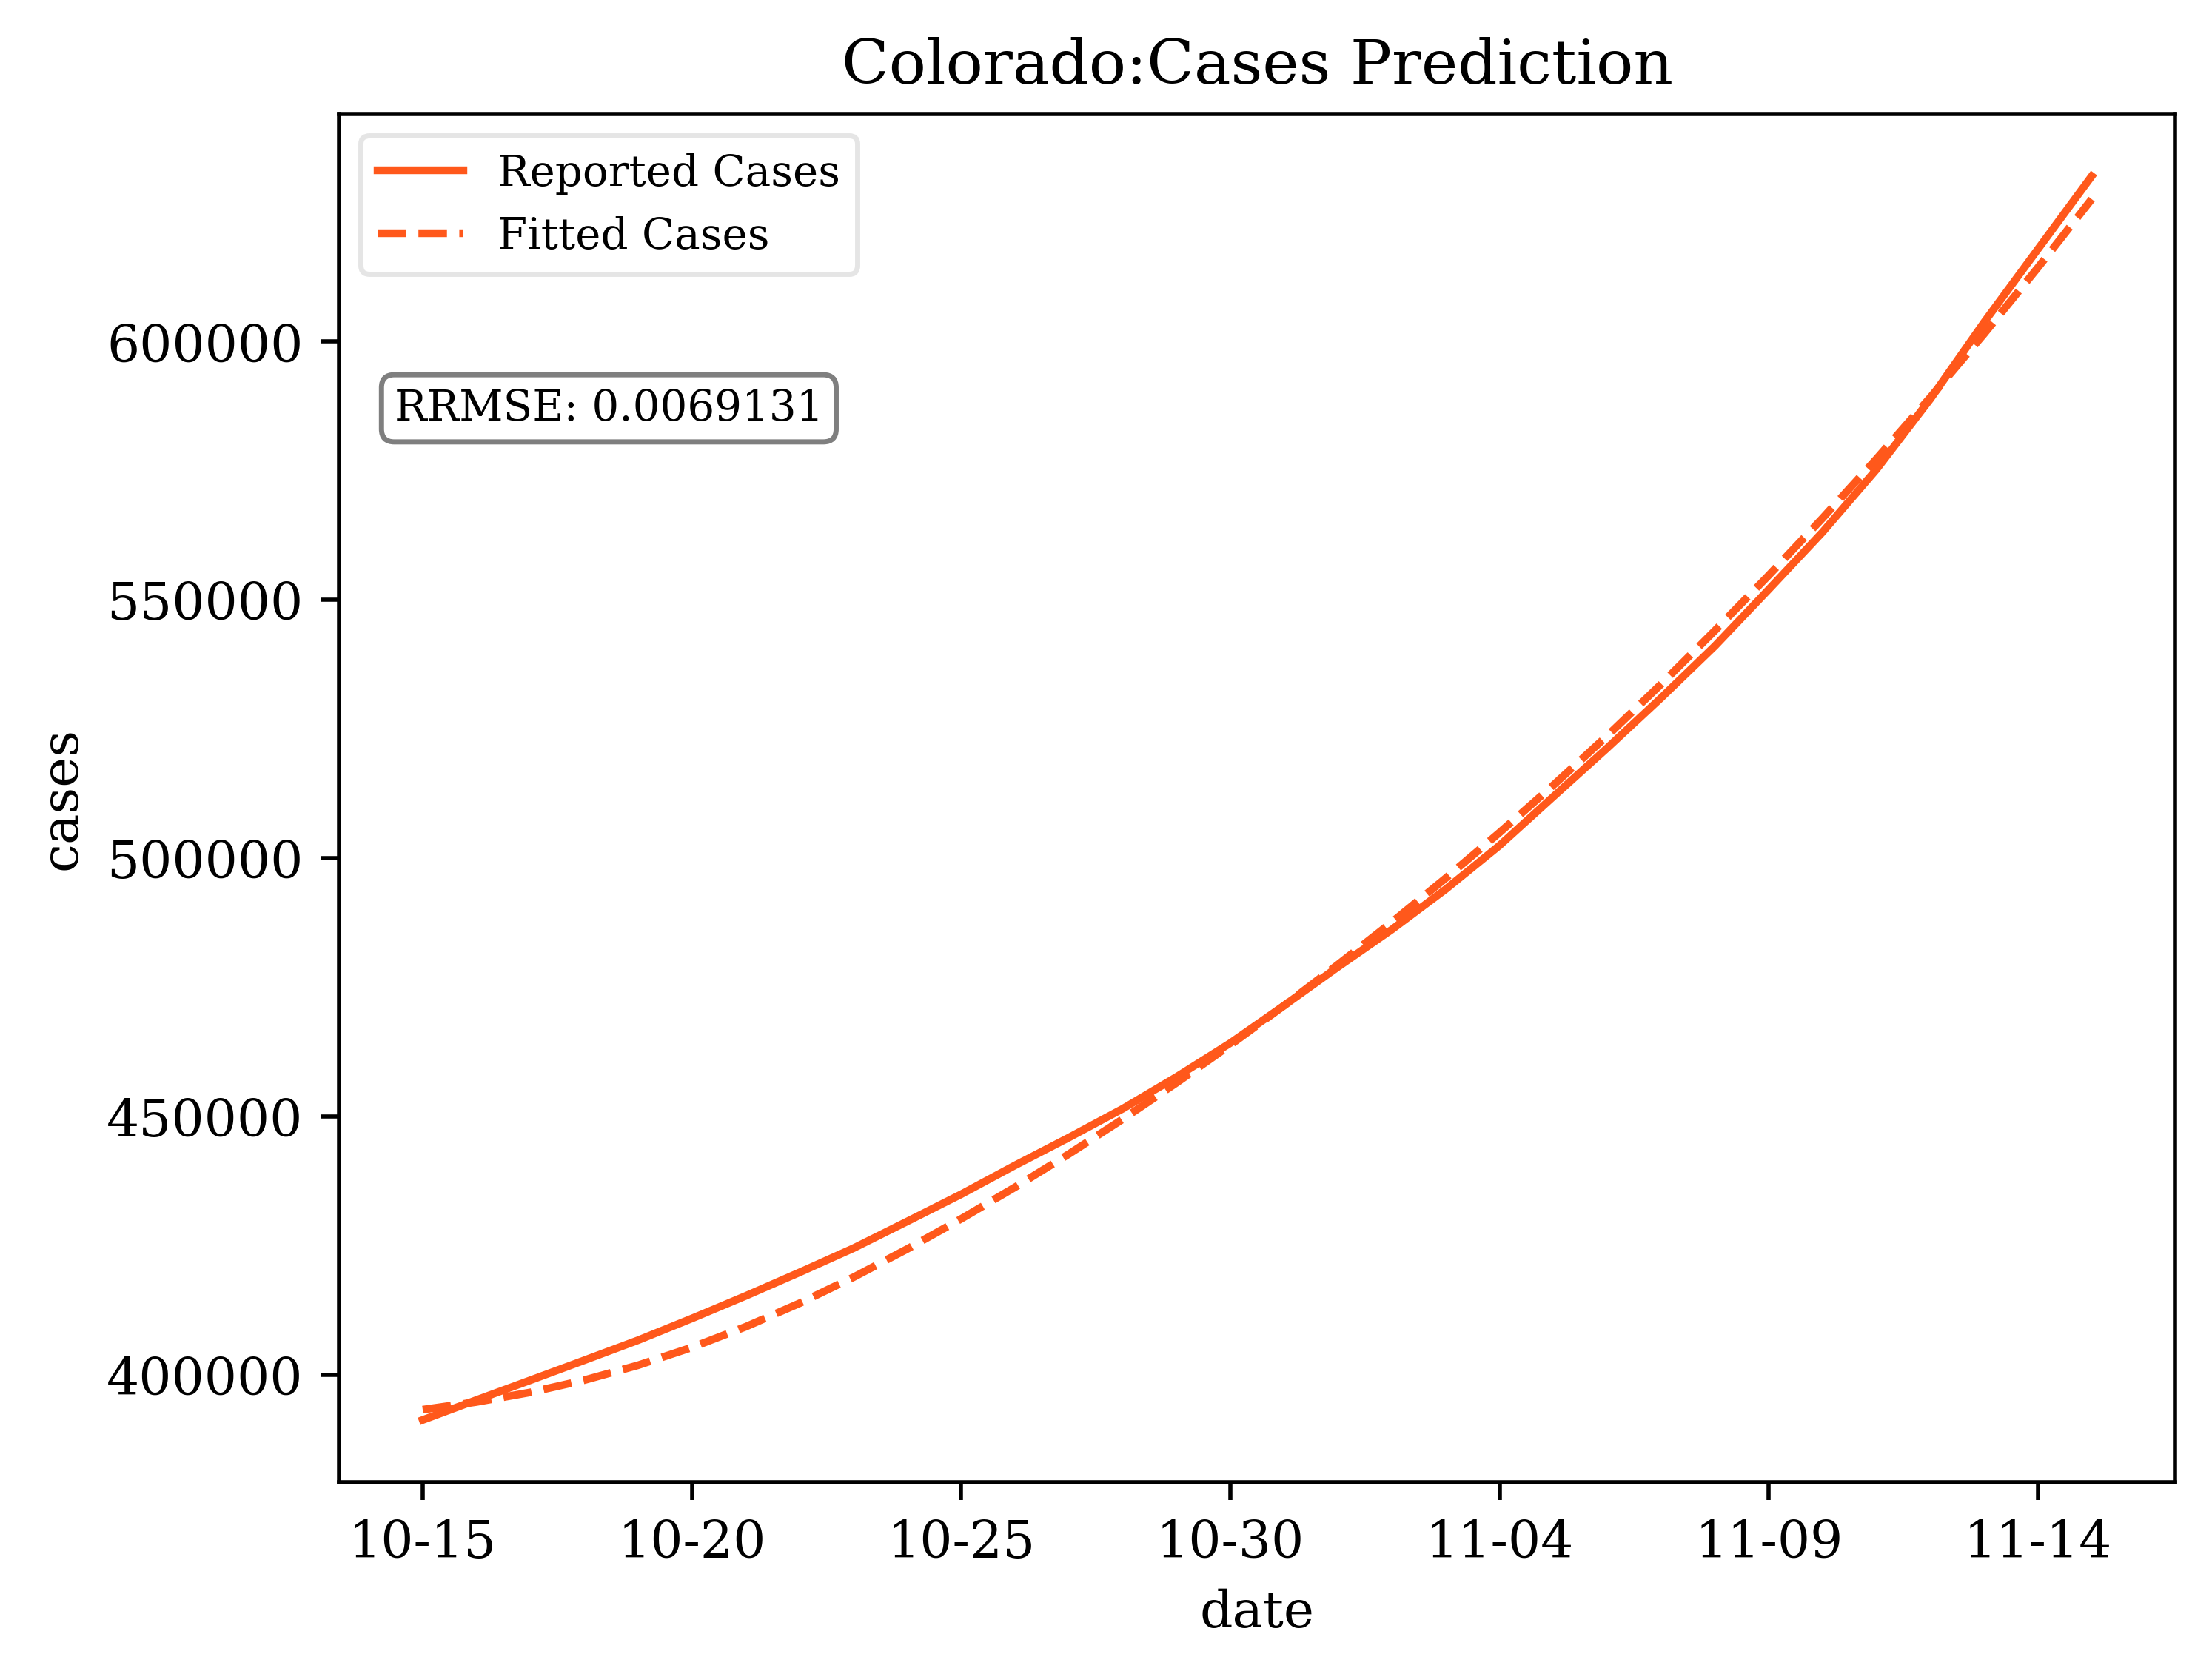 Colorado:Cases Prediction
Reported Cases
Fitted Cases
RRMSE: 0.0069131
cases
600000
550000
500000
450000
400000
10-15 10-20 10-25 10-30 11-04 11-09 11-14
date